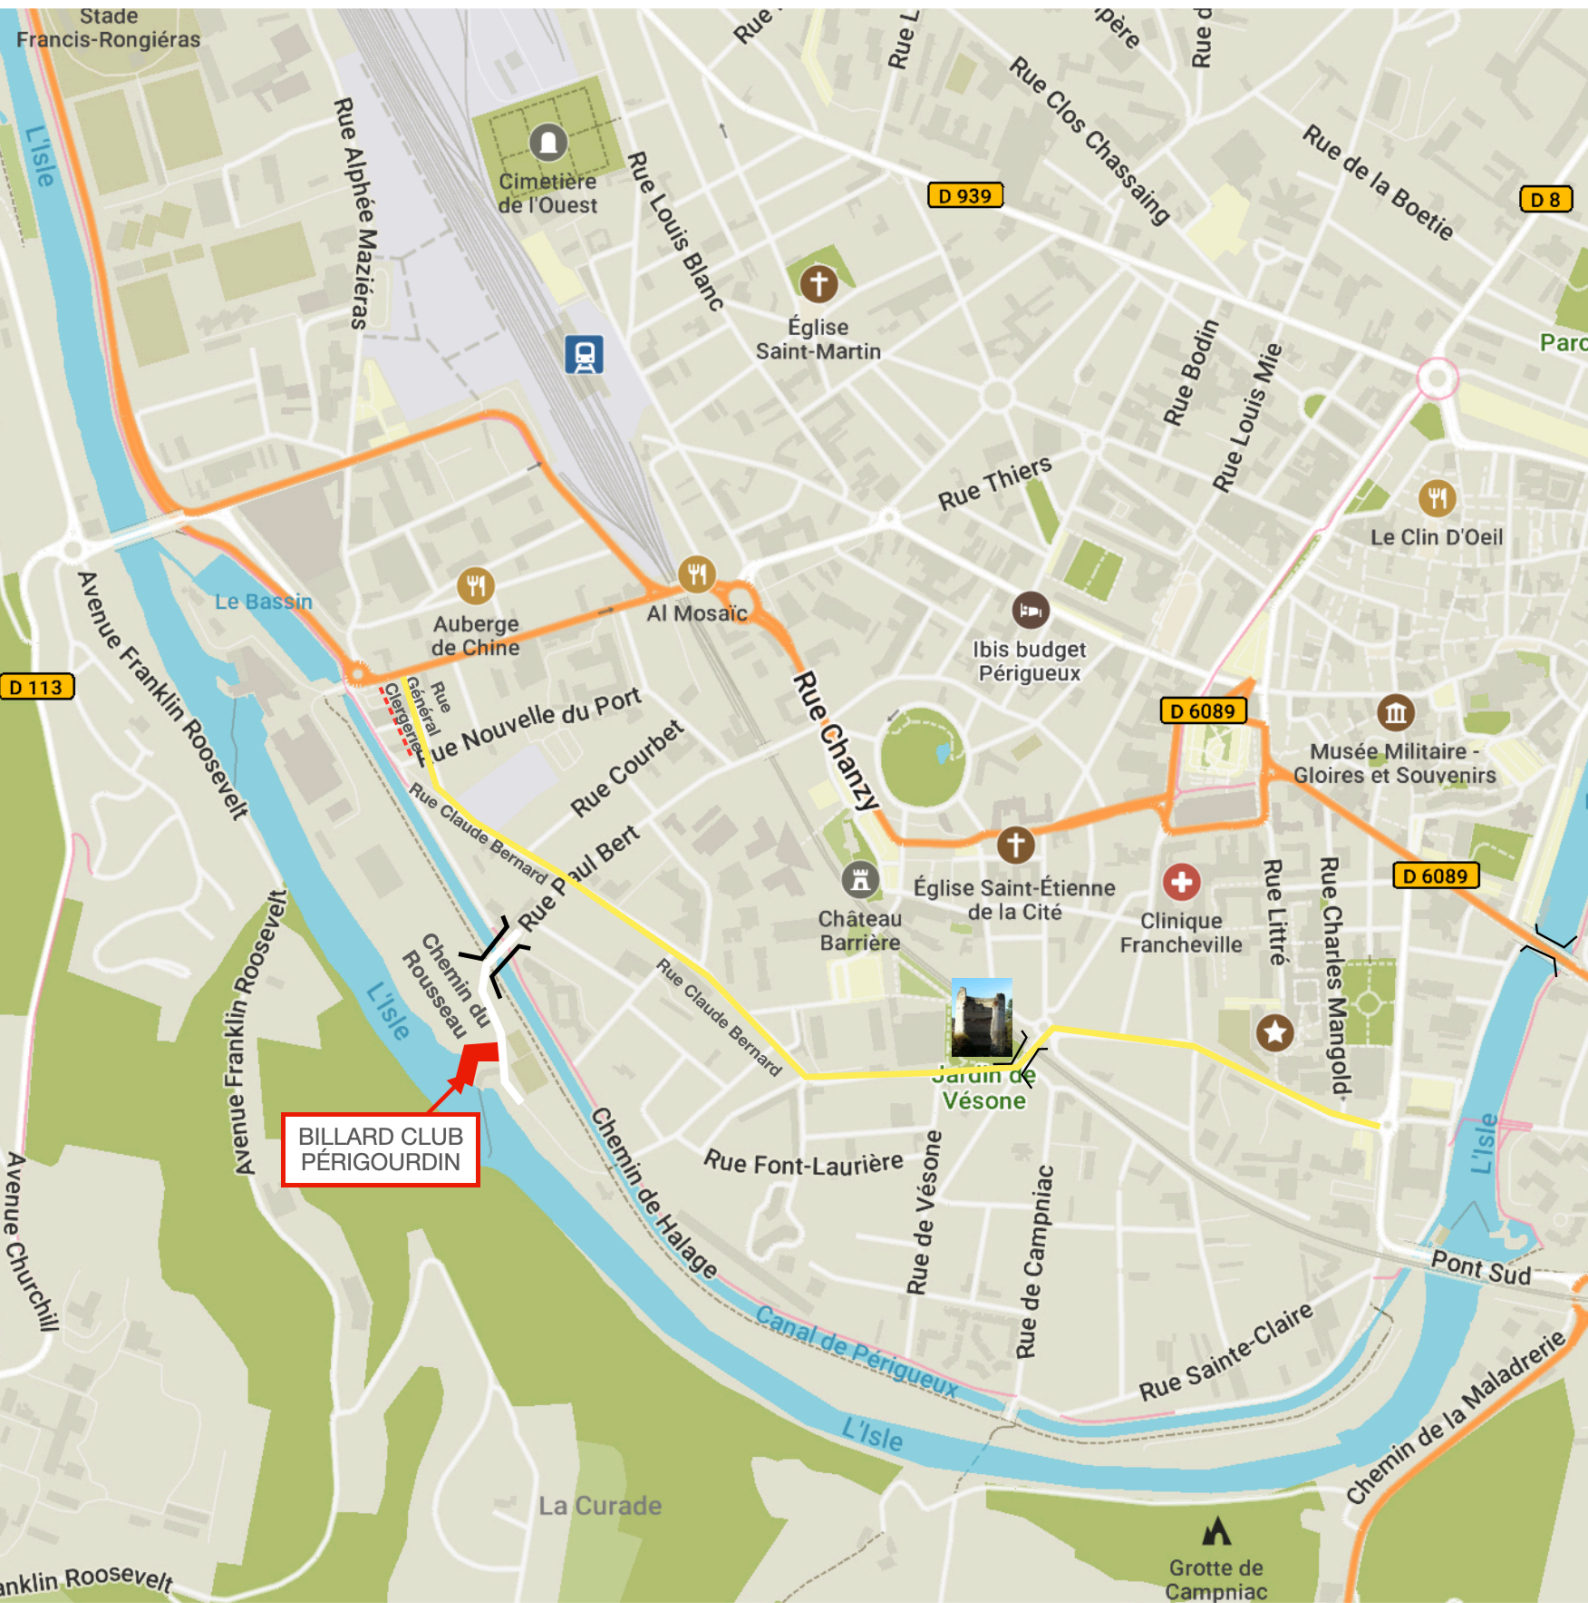 Stade
Francis-Rongiéras
L'Isle
Rue Alphée Maziéras
Cimetière
de l'Ouest
Rue Louis Blanc
Rue
Rue L
père
Rue d
Rue Clos Chassaing
Rue de la Boetie
D 939
D 8
Église
Saint-Martin
Rue Bodin
Rue Louis Mie
Parc
Rue Thiers
Le Clin D'Oeil
Le Bassin
Auberge
de Chine
Al Mosaïc
Ibis budget
Périgueux
D 113
Avenue Franklin Roosevelt
Rue
Général
Clergerie
Rue Nouvelle du Port
Rue Courbet
Rue Chanzy
D 6089
Musée Militaire -
Gloires et Souvenirs
Rue Claude Bernard
Rue Paul Bert
Château
Barrière
Église Saint-Étienne
de la Cité
Clinique
Francheville
Rue Littré
Rue Charles Mangold
D 6089
Avenue Franklin Roosevelt
L'Isle
Chemin du
Rousseau
Rue Claude Bernard
Jardin de
Vésone
BILLARD CLUB
PÉRIGOURDIN
Avenue Churchill
Chemin de Halage
Rue Font-Laurière
Rue de Vésone
Rue de Campniac
L'Isle
Pont Sud
Canal de Périgueux
Rue Sainte-Claire
Chemin de la Maladrerie
L'Isle
La Curade
Grotte de
Campniac
anklin Roosevelt